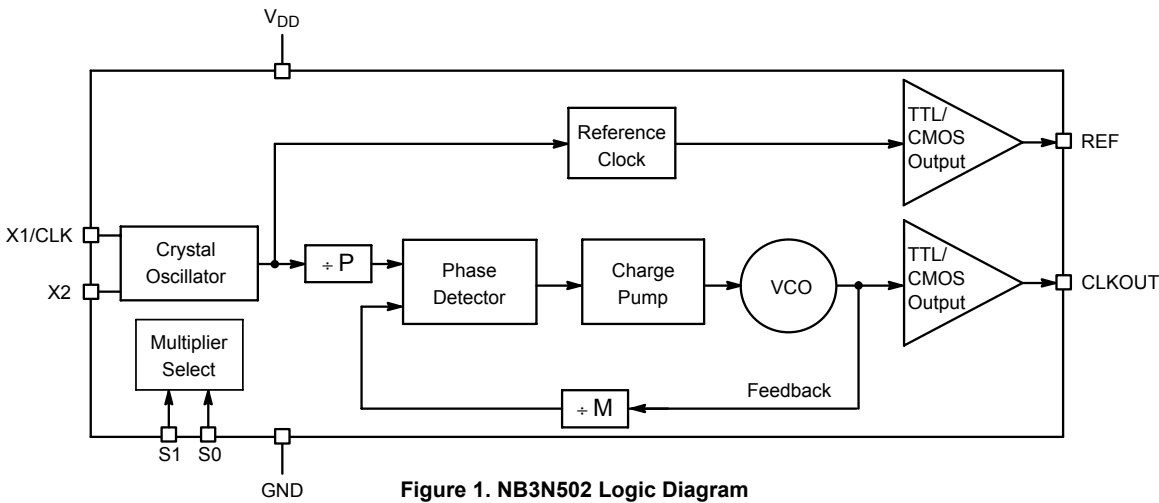 VDD
Reference
Clock
TTL/
CMOS
Output
REF
X1/CLK
X2
Crystal
Oscillator
÷ P
Phase
Detector
Charge
Pump
VCO
TTL/
CMOS
Output
CLKOUT
Multiplier
Select
Feedback
÷ M
S1 S0
GND
Figure 1. NB3N502 Logic Diagram